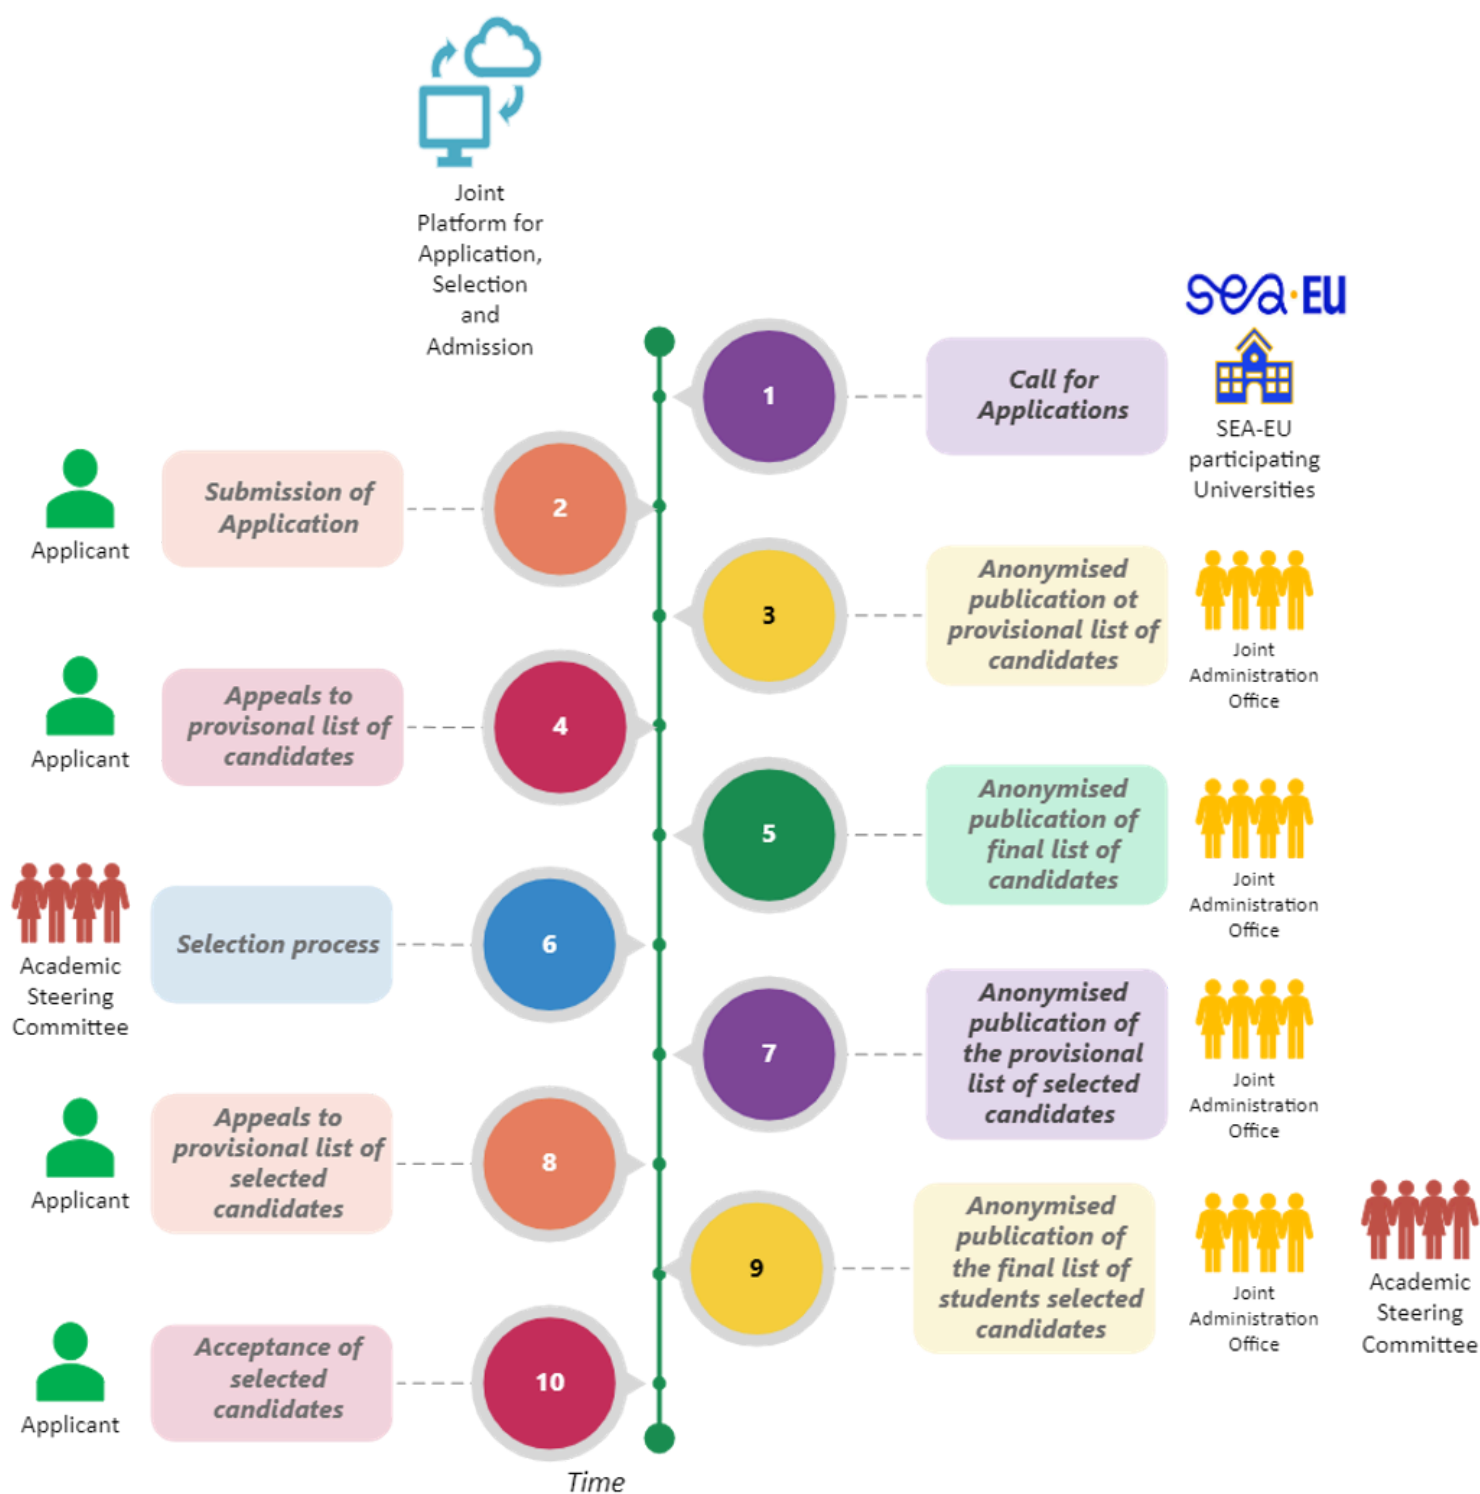 Joint
Platform for
Application,
Selection
and
Admission
sea·EU
1
Call for
Applications
SEA-EU
participating
Universities
Applicant
Submission of
Application
2
3
Anonymised
publication ot
provisional list of
candidates
Joint
Administration
Office
Applicant
Appeals to
provisonal list of
candidates
4
5
Anonymised
publication of
final list of
candidates
Joint
Administration
Office
Academic
Steering
Committee
Selection process
6
7
Anonymised
publication of
the provisional
list of selected
candidates
Joint
Administration
Office
Applicant
Appeals to
provisional list of
selected
candidates
8
9
Anonymised
publication of
the final list of
students selected
candidates
Joint
Administration
Office
Academic
Steering
Committee
Applicant
Acceptance of
selected
candidates
10
Time